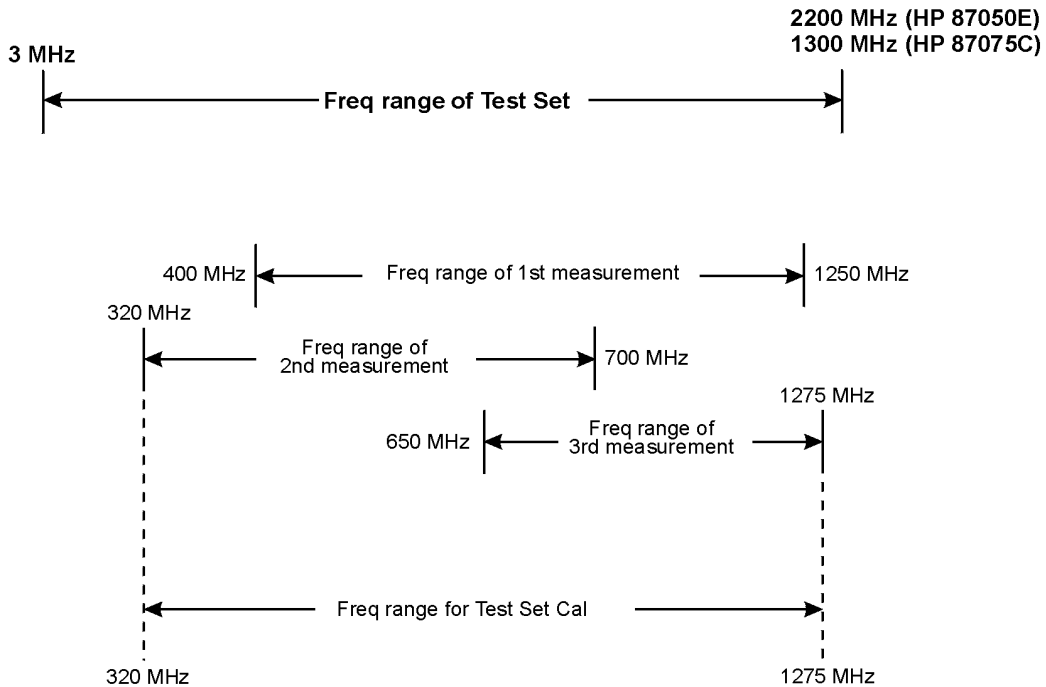 2200 MHz (HP 87050E)
1300 MHz (HP 87075C)
3 MHz
Freq range of Test Set
400 MHz
Freq range of 1st measurement
1250 MHz
320 MHz
Freq range of
2nd measurement
700 MHz
1275 MHz
650 MHz
Freq range of
3rd measurement
Freq range for Test Set Cal
320 MHz
1275 MHz